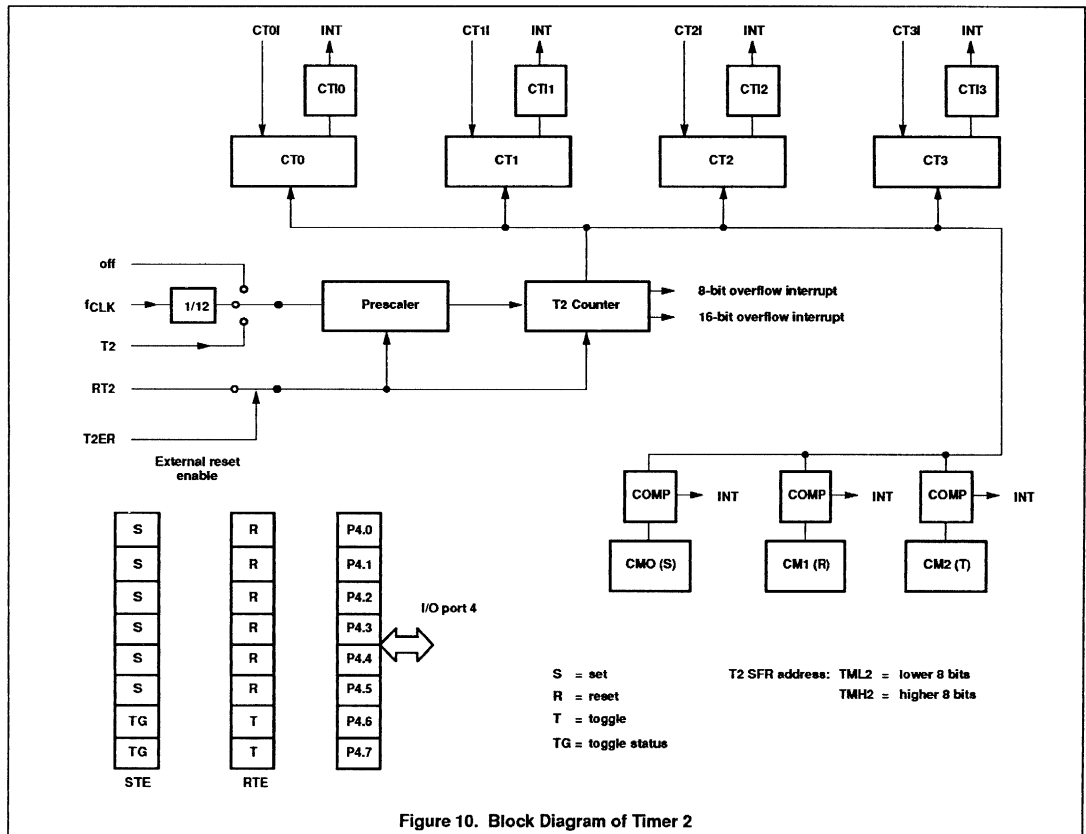 CT0I INT CT1I INT CT2I INT CT3I INT
CTI0 CTI1 CTI2 CTI3
CT0 CT1 CT2 CT3
off
fCLK 1/12 Prescaler T2 Counter
8-bit overflow interrupt
16-bit overflow interrupt
T2
RT2
T2ER
External reset
enable
COMP INT COMP INT COMP INT
CMO (S) CM1 (R) CM2 (T)
S R P4.0
S R P4.1
S R P4.2
S R P4.3
S R P4.4
S R P4.5
TG T P4.6
TG T P4.7
STE RTE
I/O port 4
S = set
R = reset
T = toggle
TG = toggle status
T2 SFR address: TML2 = lower 8 bits
TMH2 = higher 8 bits
Figure 10. Block Diagram of Timer 2